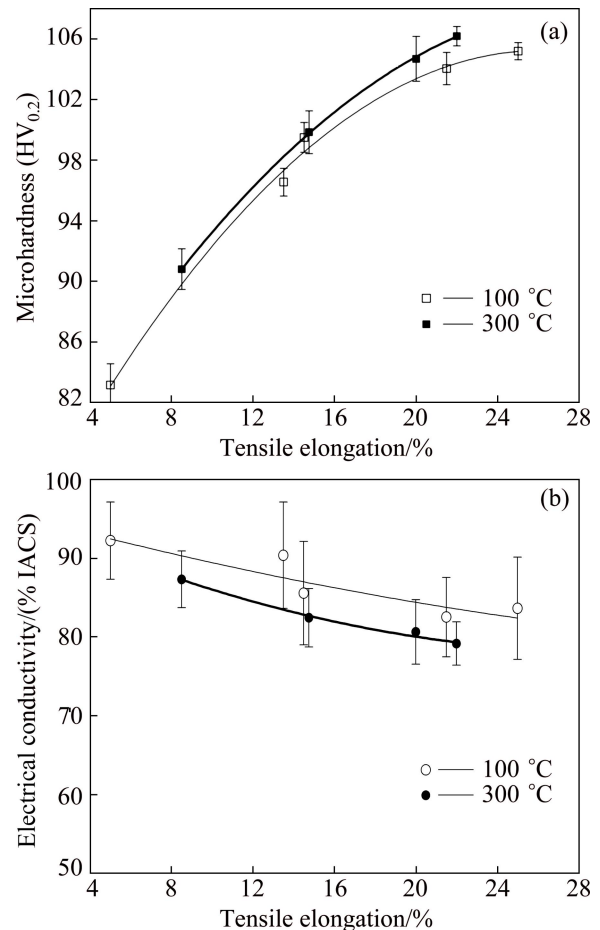 106
(a)
102
98
94
90
86
82
Microhardness (HV0.2)
100 °C
300 °C
4 8 12 16 20 24 28
Tensile elongation/%
100
(b)
90
80
70
60
50
Electrical conductivity/(% IACS)
100 °C
300 °C
4 8 12 16 20 24 28
Tensile elongation/%